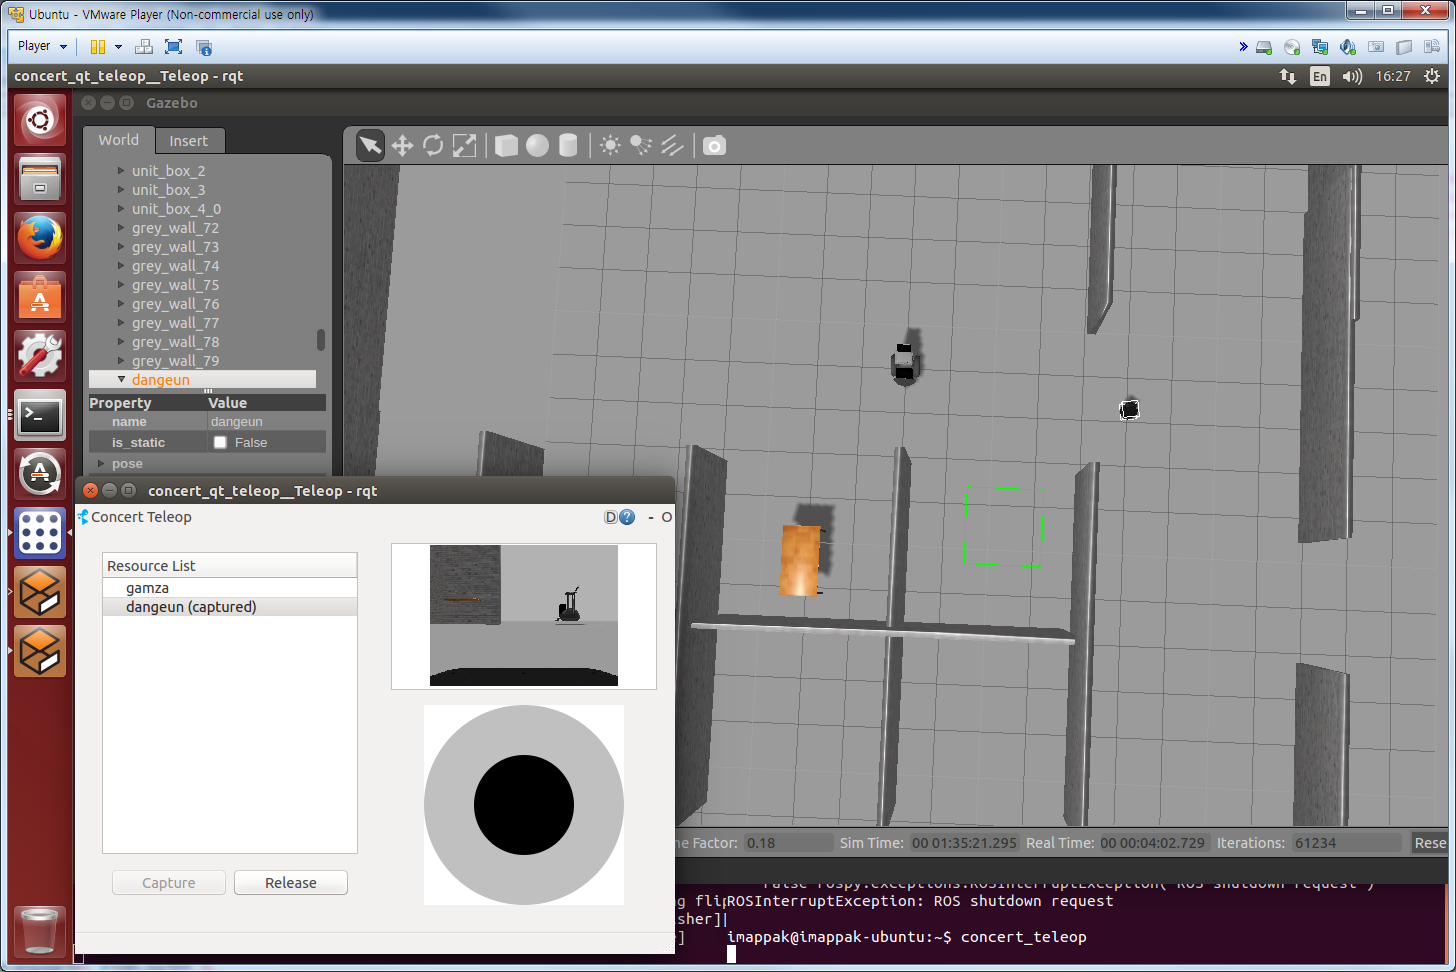 Ubuntu - VMware Player (Non-commercial use only)
Player
concert_qt_teleop__Teleop - rqt
En
16:27
Gazebo
World
Insert
unit_box_2
unit_box_3
unit_box_4_0
grey_wall_72
grey_wall_73
grey_wall_74
grey_wall_75
grey_wall_76
grey_wall_77
grey_wall_78
grey_wall_79
dangeun
Property Value
name dangeun
is_static False
pose
concert_qt_teleop__Teleop - rqt
Concert Teleop
D ? - O
Resource List
gamza
dangeun (captured)
Capture
Release
Factor: 0.18 Sim Time: 00 01:35:21.295 Real Time: 00 00:04:02.729 Iterations: 61234 Rese
ROSInterruptException: ROS shutdown request
sher]
imappak@imappak-ubuntu:~$ concert_teleop